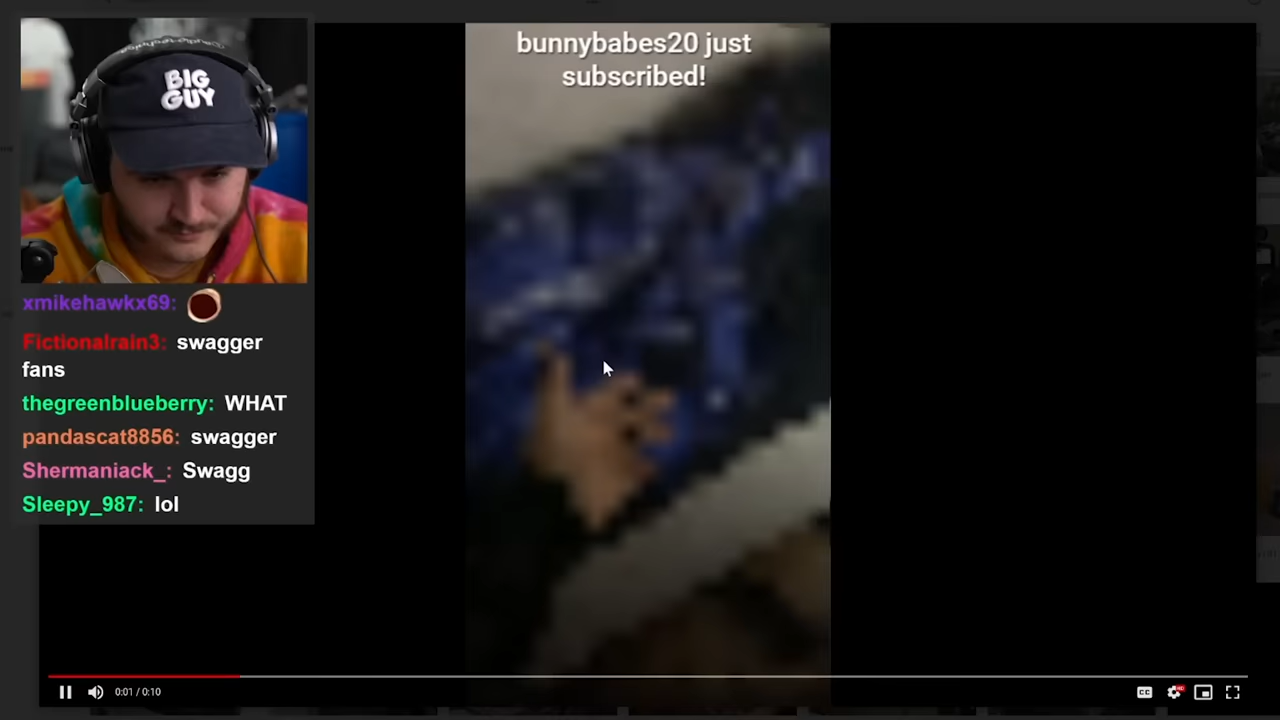 BIG
GUY
bunnybabes20 just
subscribed!
xmikehawkx69:
Fictionalrain3: swagger
fans
thegreenblueberry: WHAT
pandascat8856: swagger
Shermaniack_: Swagg
Sleepy_987: lol
0:01 / 0:10
CC